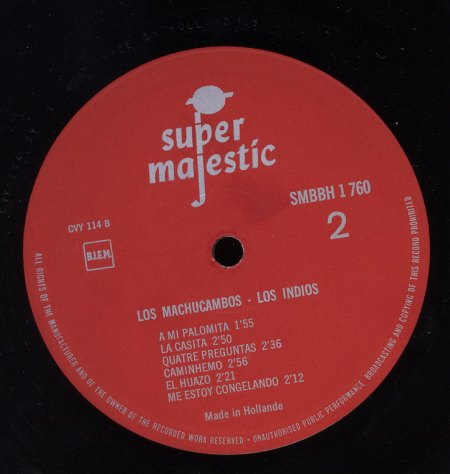 super
majestic
SMBBH 1 760
2
CVY 114 B
B.I.E.M.
LOS MACHUCAMBOS - LOS INDIOS
A MI PALOMITA 1'55
LA CASITA 2'50
QUATRE PREGUNTAS 2'36
CAMINHEMO 2'56
EL HUAZO 2'21
ME ESTOY CONGELANDO 2'12
Made in Hollande
ALL RIGHTS OF THE MANUFACTURER AND OF THE OWNER OF THE RECORDED WORK RESERVED - UNAUTHORISED PUBLIC PERFORMANCE BROADCASTING AND COPYING OF THIS RECORD PROHIBITED